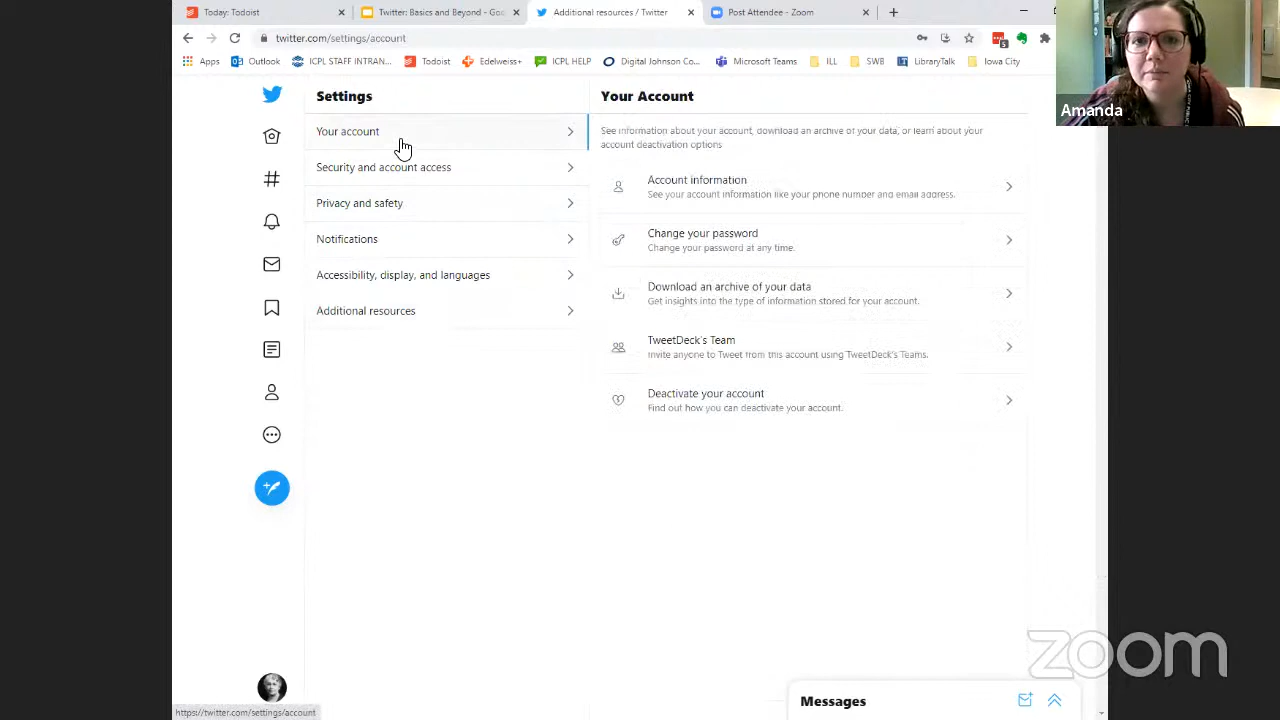 Today: Todoist
Twitter: Basics and Beyond - Goo
Additional resources / Twitter
Post Attendee - Zoom
twitter.com/settings/account
5
Apps
Outlook
ICPL STAFF INTRAN...
Todoist
Edelweiss+
ICPL HELP
Digital Johnson Co...
Microsoft Teams
ILL
SWB
LibraryTalk
Iowa City
Amanda
Settings
Your account
Security and account access
Privacy and safety
Notifications
Accessibility, display, and languages
Additional resources
Your Account
See information about your account, download an archive of your data, or learn about your
account deactivation options
Account information
See your account information like your phone number and email address.
Change your password
Change your password at any time.
Download an archive of your data
Get insights into the type of information stored for your account.
TweetDeck's Team
Invite anyone to Tweet from this account using TweetDeck's Teams.
Deactivate your account
Find out how you can deactivate your account.
zoom
Messages
https://twitter.com/settings/account